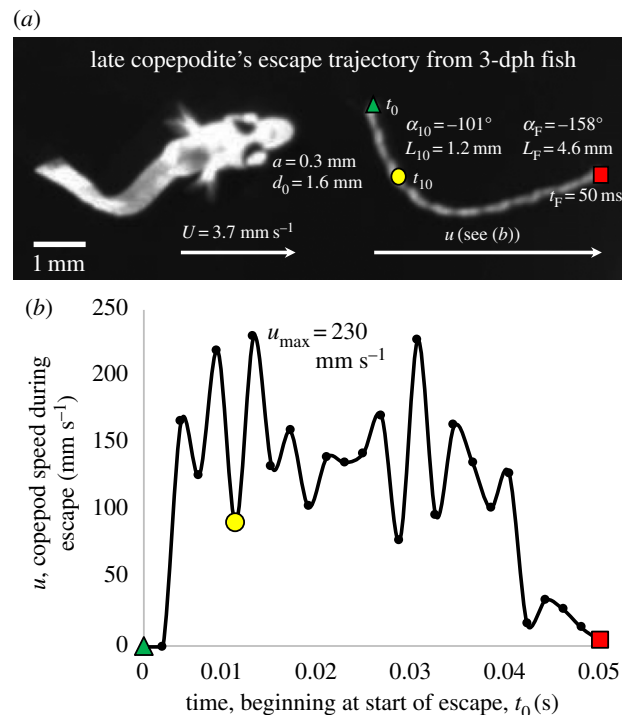 (a)
late copepodite's escape trajectory from 3-dph fish
t0
α10 = −101°
αF = −158°
L10 = 1.2 mm
LF = 4.6 mm
a = 0.3 mm
d0 = 1.6 mm
t10
tF = 50 ms
U = 3.7 mm s−1
u (see (b))
1 mm
(b)
250
200
150
100
50
0
umax = 230
mm s−1
u, copepod speed during
escape (mm s−1)
0
0.01
0.02
0.03
0.04
0.05
time, beginning at start of escape, t0 (s)